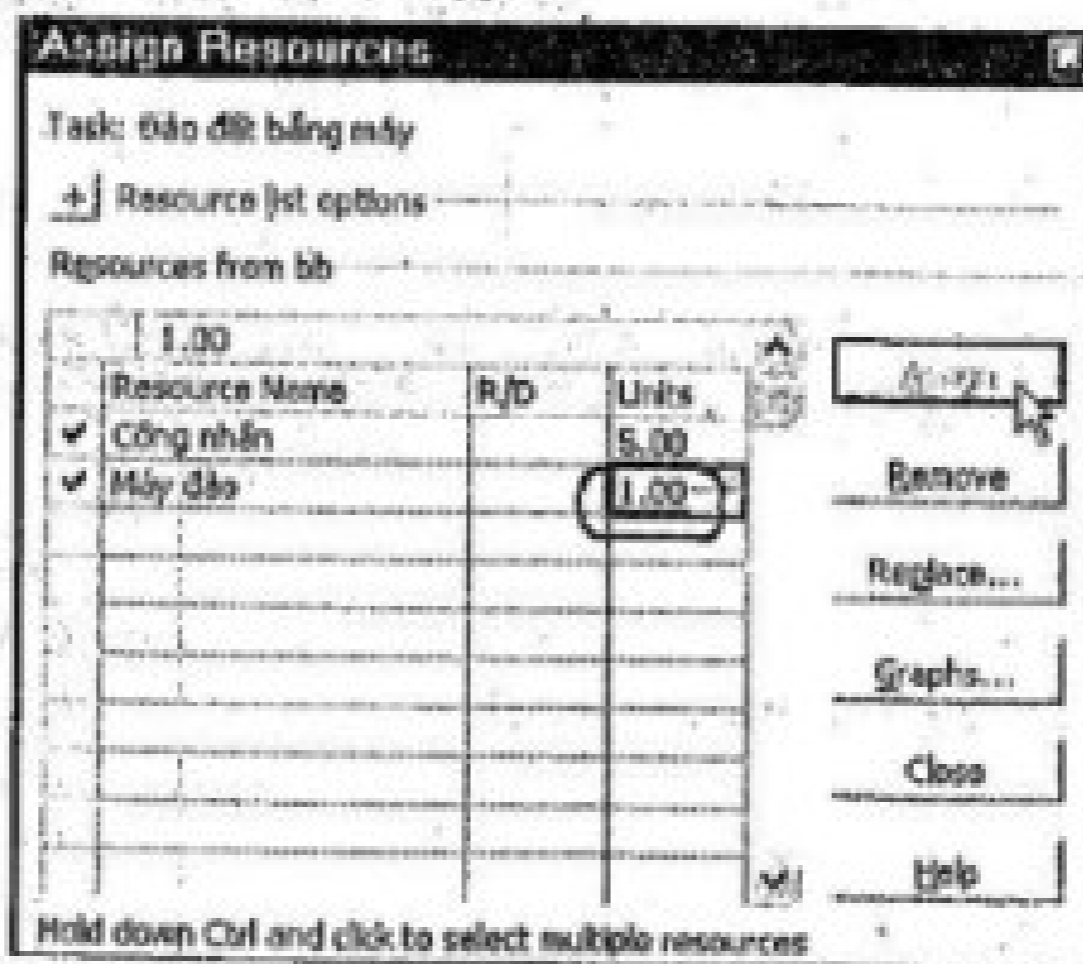 Assign Resources
Task: Đào đất bằng máy
+ Resource list options
Resources from bb
1.00
Resource Name R/D Units
Công nhân 5.00
Máy đào 1.00
Remove
Replace...
Graphs...
Close
Help
Hold down Ctrl and click to select multiple resources